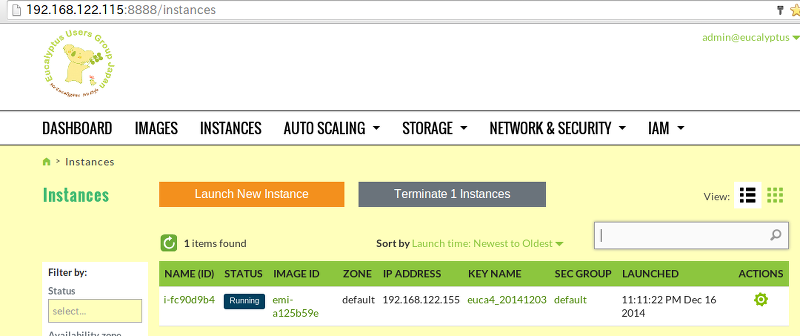 192.168.122.115:8888/instances
Eucalyptus Users Group Japan
admin@eucalyptus
DASHBOARD IMAGES INSTANCES AUTO SCALING STORAGE NETWORK & SECURITY IAM
> Instances
Instances
Launch New Instance
Terminate 1 Instances
View:
1 items found
Sort by Launch time: Newest to Oldest
Filter by:
Status
select...
Availability zone
NAME (ID) STATUS IMAGE ID ZONE IP ADDRESS KEY NAME SEC GROUP LAUNCHED ACTIONS
i-fc90d9b4 Running emi-a125b59e default 192.168.122.155 euca4_20141203 default 11:11:22 PM Dec 16 2014